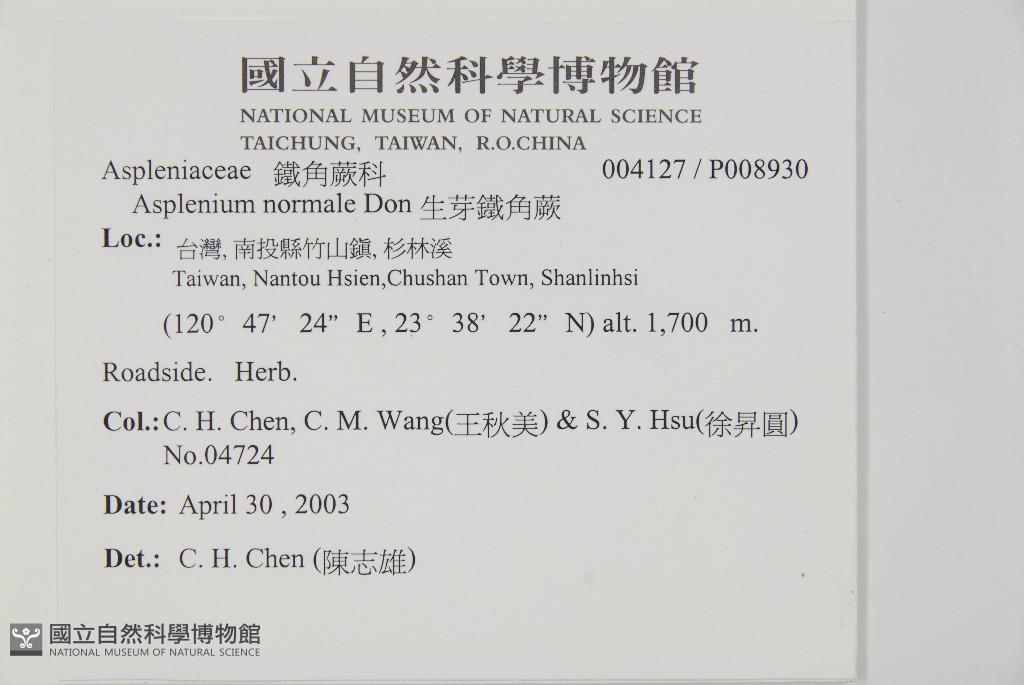 國立自然科學博物館
NATIONAL MUSEUM OF NATURAL SCIENCE
TAICHUNG, TAIWAN, R.O.CHINA
Aspleniaceae 鐵角蕨科 004127 / P008930
Asplenium normale Don 生芽鐵角蕨
Loc.: 台灣, 南投縣竹山鎮, 杉林溪
Taiwan, Nantou Hsien,Chushan Town, Shanlinhsi
(120° 47’ 24” E , 23° 38’ 22” N) alt. 1,700 m.
Roadside. Herb.
Col.: C. H. Chen, C. M. Wang(王秋美) & S. Y. Hsu(徐昇圓)
No.04724
Date: April 30 , 2003
Det.: C. H. Chen (陳志雄)
國立自然科學博物館
NATIONAL MUSEUM OF NATURAL SCIENCE